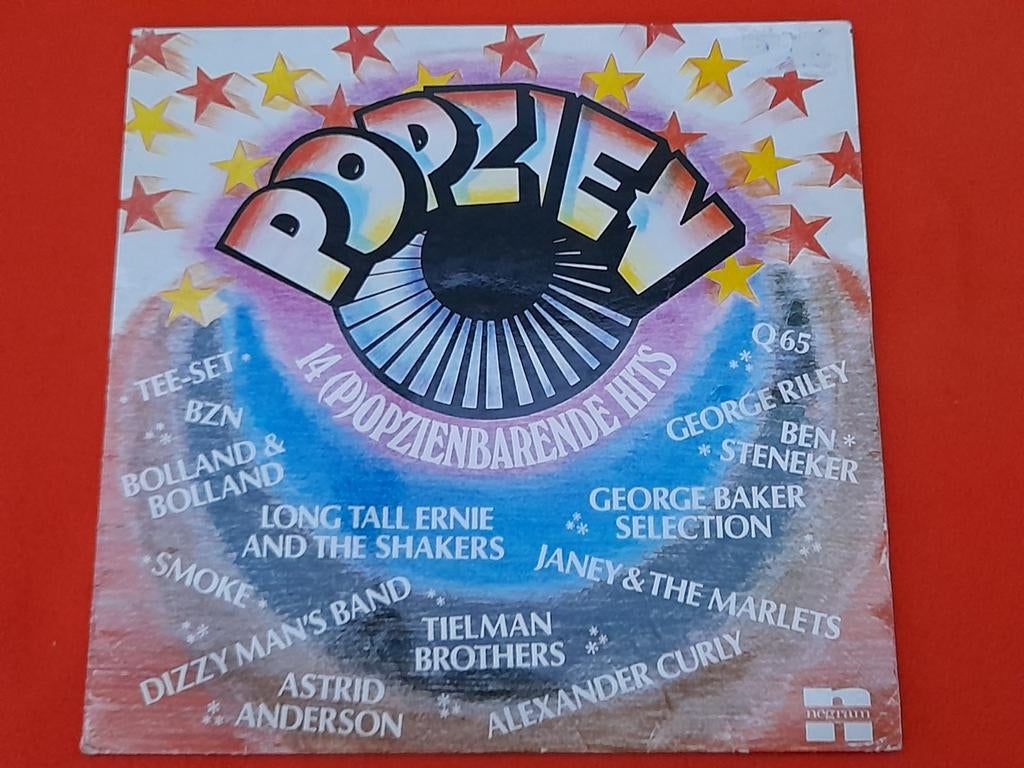 POPZIEN
14 (P)OPZIENBARENDE HITS
• TEE-SET •
BZN
BOLLAND &
BOLLAND
LONG TALL ERNIE
AND THE SHAKERS
• SMOKE •
DIZZY MAN'S BAND
ASTRID
ANDERSON
TIELMAN
BROTHERS
Q 65
GEORGE RILEY
BEN
STENEKER
GEORGE BAKER
SELECTION
JANEY & THE MARLETS
ALEXANDER CURLY
negram